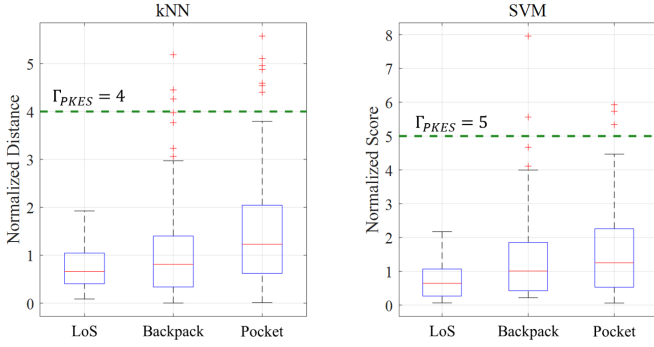 kNN
Normalized Distance
5
4
3
2
1
0
Γ_PKES = 4
LoS Backpack Pocket
SVM
Normalized Score
8
7
6
5
4
3
2
1
0
Γ_PKES = 5
LoS Backpack Pocket